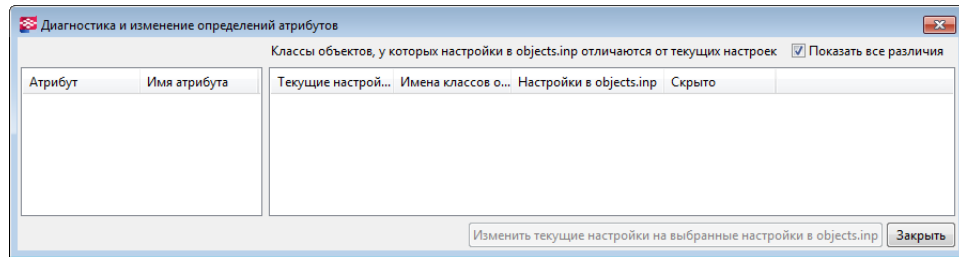 Диагностика и изменение определений атрибутов
Классы объектов, у которых настройки в objects.inp отличаются от текущих настроек Показать все различия
Атрибут Имя атрибута Текущие настрой... Имена классов о... Настройки в objects.inp Скрыто
Изменить текущие настройки на выбранные настройки в objects.inp Закрыть